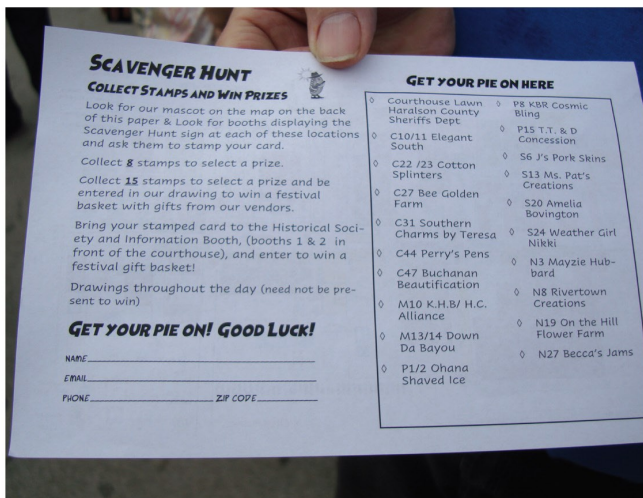 SCAVENGER HUNT
COLLECT STAMPS AND WIN PRIZES
Look for our mascot on the map on the back
of this paper & Look for booths displaying the
Scavenger Hunt sign at each of these locations
and ask them to stamp your card.
Collect 8 stamps to select a prize.
Collect 15 stamps to select a prize and be
entered in our drawing to win a festival
basket with gifts from our vendors.
Bring your stamped card to the Historical Soci-
ety and Information Booth, (booths 1 & 2 in
front of the courthouse), and enter to win a
festival gift basket!
Drawings throughout the day (need not be pre-
sent to win)
GET YOUR PIE ON! GOOD LUCK!
NAME
EMAIL
PHONE ZIP CODE
GET YOUR PIE ON HERE
◊ Courthouse Lawn
Haralson County
Sheriffs Dept
◊ C10/11 Elegant
South
◊ C22 /23 Cotton
Splinters
◊ C27 Bee Golden
Farm
◊ C31 Southern
Charms by Teresa
◊ C44 Perry's Pens
◊ C47 Buchanan
Beautification
◊ M10 K.H.B/ H.C.
Alliance
◊ M13/14 Down
Da Bayou
◊ P1/2 Ohana
Shaved Ice
◊ P8 KBR Cosmic
Bling
◊ P15 T.T. & D
Concession
◊ S6 J's Pork Skins
◊ S13 Ms. Pat's
Creations
◊ S20 Amelia
Bovington
◊ S24 Weather Girl
Nikki
◊ N3 Mayzie Hub-
bard
◊ N8 Rivertown
Creations
◊ N19 On the Hill
Flower Farm
◊ N27 Becca's Jams